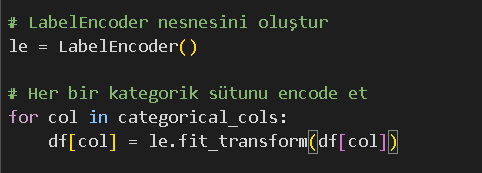 # LabelEncoder nesnesini oluştur
le = LabelEncoder()
# Her bir kategorik sütunu encode et
for col in categorical_cols:
    df[col] = le.fit_transform(df[col])